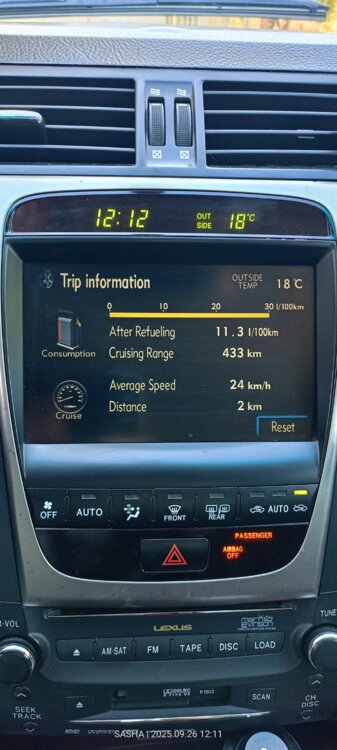 12:12 OUT SIDE 18°C
Trip information OUTSIDE TEMP 18°C
0 10 20 30 l/100km
After Refueling 11.3 l/100km
Consumption
Cruising Range 433 km
Average Speed 24 km/h
Cruise
Distance 2 km
Reset
OFF AUTO FRONT REAR AUTO
PASSENGER
AIRBAG OFF
LEXUS
Mark Levinson
TUNE
AM·SAT FM TAPE DISC LOAD
SEEK TRACK
P1503
SCAN
CH DISC
SASHA | 2025.09.26 12:11